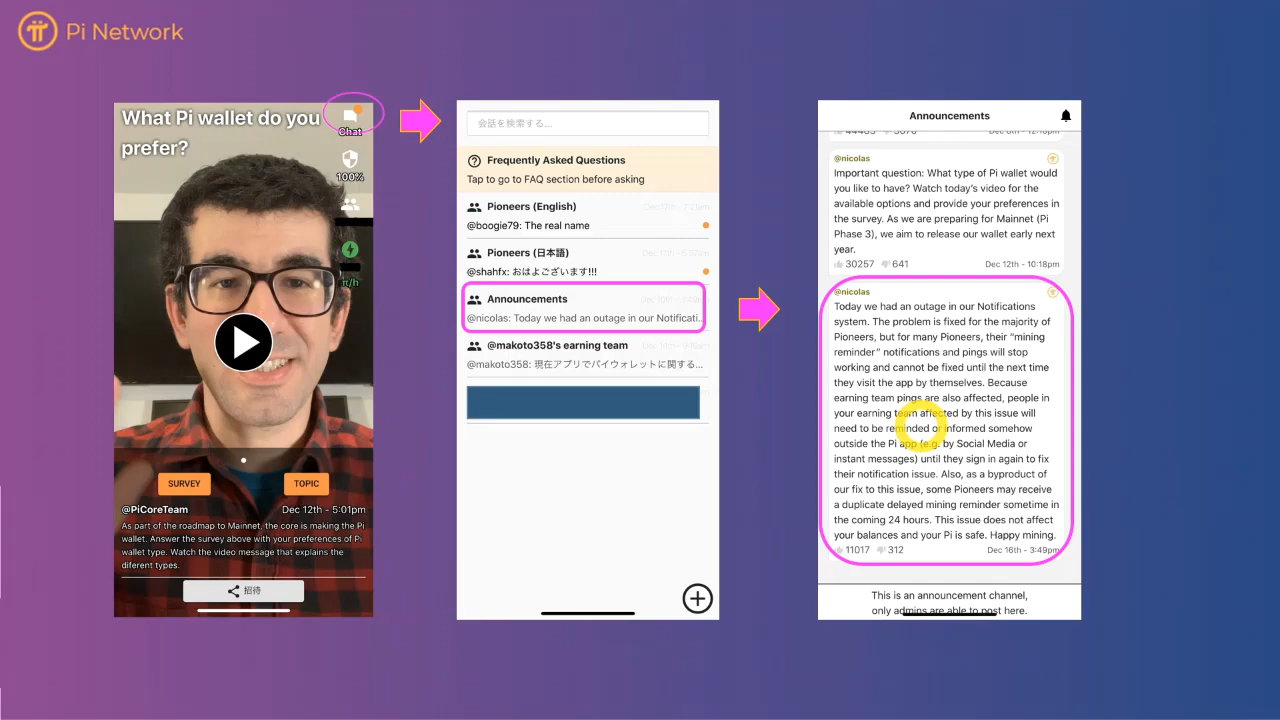 Pi Network
What Pi wallet do you
prefer?
Chat
100%
π/h
SURVEY
TOPIC
@PiCoreTeam
Dec 12th - 5:01pm
As part of the roadmap to Mainnet, the core is making the Pi
wallet. Answer the survey above with your preferences of Pi
wallet type. Watch the video message that explains the
diferent types.
招待
会話を検索する...
Frequently Asked Questions
Tap to go to FAQ section before asking
Pioneers (English)
@boogie79: The real name
Pioneers (日本語)
@shahfx: おはよございます!!!
Announcements
@nicolas: Today we had an outage in our Notificati...
@makoto358's earning team
@makoto358: 現在アプリでパイウォレットに関する...
Announcements
@nicolas
Important question: What type of Pi wallet would
you like to have? Watch today's video for the
available options and provide your preferences in
the survey. As we are preparing for Mainnet (Pi
Phase 3), we aim to release our wallet early next
year.
30257 641
Dec 12th - 10:18pm
@nicolas
Today we had an outage in our Notifications
system. The problem is fixed for the majority of
Pioneers, but for many Pioneers, their “mining
reminder” notifications and pings will stop
working and cannot be fixed until the next time
they visit the app by themselves. Because
earning team pings are also affected, people in
your earning team affected by this issue will
need to be reminded or informed somehow
outside the Pi app (e.g. by Social Media or
instant messages) until they sign in again to fix
their notification issue. Also, as a byproduct of
our fix to this issue, some Pioneers may receive
a duplicate delayed mining reminder sometime in
the coming 24 hours. This issue does not affect
your balances and your Pi is safe. Happy mining.
11017 312
Dec 16th - 3:49pm
This is an announcement channel,
only admins are able to post here.